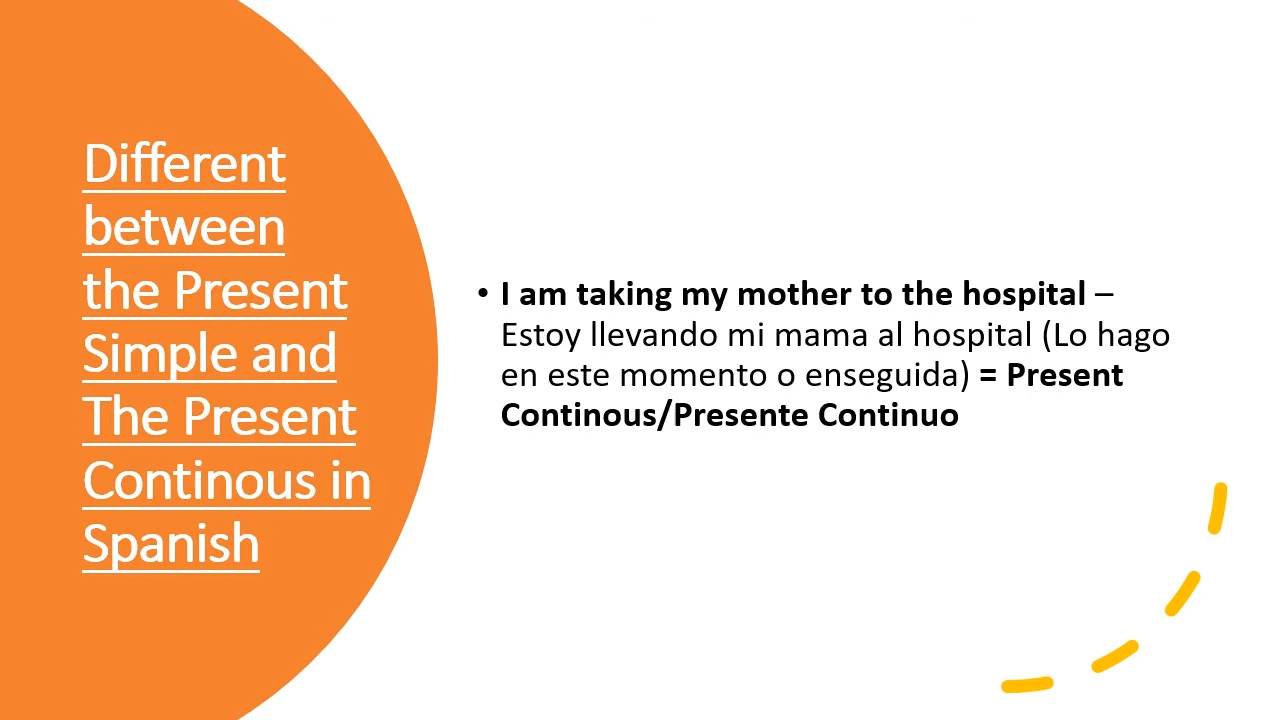 Different
between
the Present
Simple and
The Present
Continous in
Spanish
• I am taking my mother to the hospital –
Estoy llevando mi mama al hospital (Lo hago
en este momento o enseguida) = Present
Continous/Presente Continuo